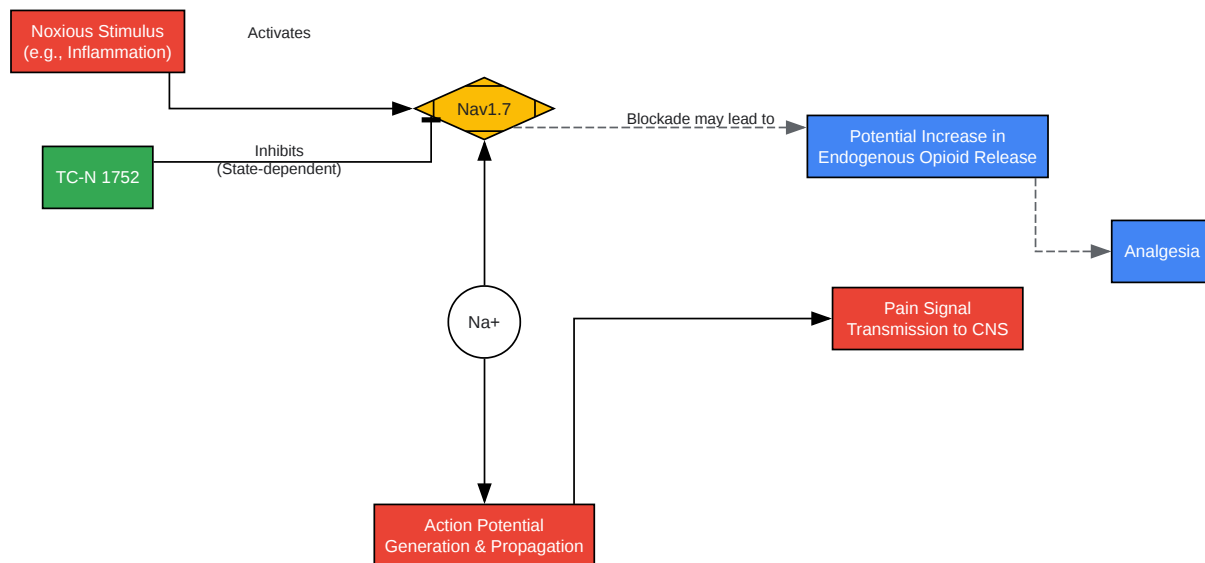 Noxious Stimulus
(e.g., Inflammation)
Activates
Nav1.7
Blockade may lead to
Potential Increase in
Endogenous Opioid Release
TC-N 1752
Inhibits
(State-dependent)
Analgesia
Na+
Pain Signal
Transmission to CNS
Action Potential
Generation & Propagation